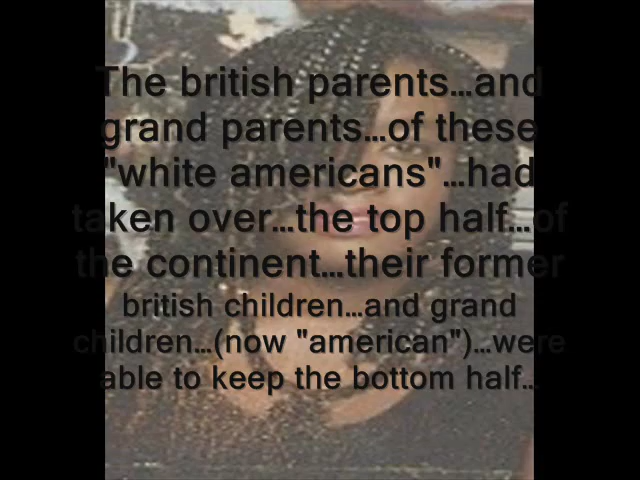 The british parents...and
grand parents...of these
"white americans"...had
taken over...the top half...of
the continent...their former
british children...and grand
children...(now "american")...were
able to keep the bottom half...